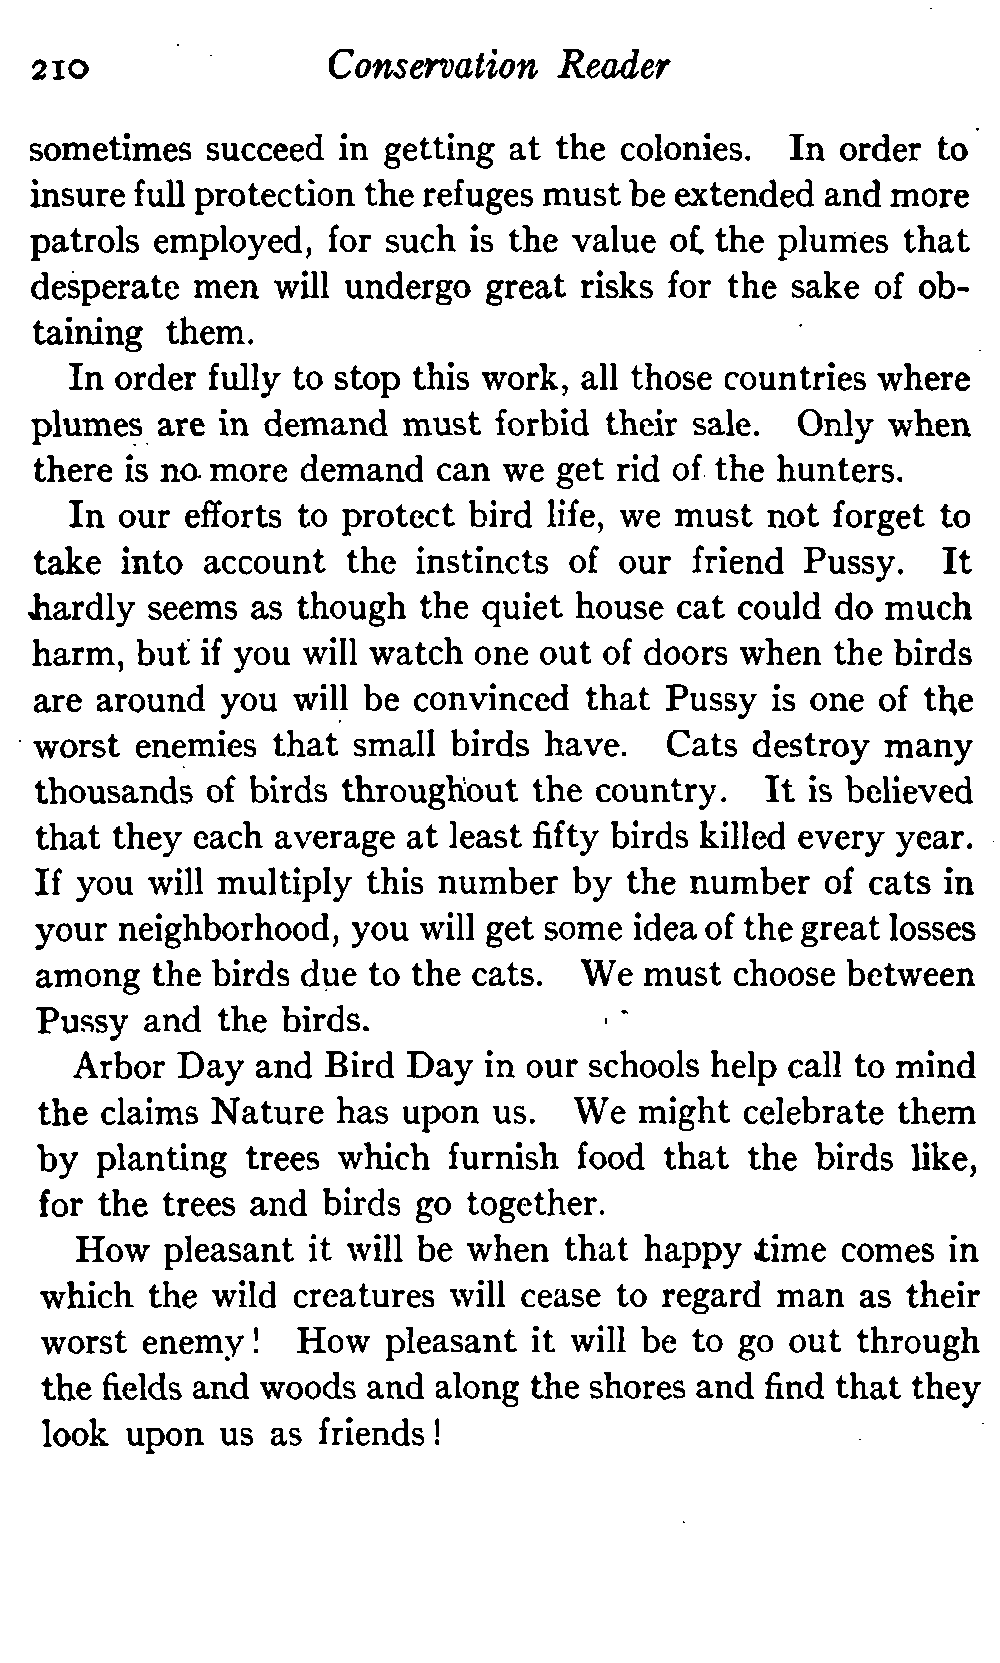 210 Conservation Reader
sometimes succeed in getting at the colonies. In order to
insure full protection the refuges must be extended and more
patrols employed, for such is the value of the plumes that
desperate men will undergo great risks for the sake of ob-
taining them.
In order fully to stop this work, all those countries where
plumes are in demand must forbid their sale. Only when
there is no more demand can we get rid of the hunters.
In our efforts to protect bird life, we must not forget to
take into account the instincts of our friend Pussy. It
hardly seems as though the quiet house cat could do much
harm, but if you will watch one out of doors when the birds
are around you will be convinced that Pussy is one of the
worst enemies that small birds have. Cats destroy many
thousands of birds throughout the country. It is believed
that they each average at least fifty birds killed every year.
If you will multiply this number by the number of cats in
your neighborhood, you will get some idea of the great losses
among the birds due to the cats. We must choose between
Pussy and the birds.
Arbor Day and Bird Day in our schools help call to mind
the claims Nature has upon us. We might celebrate them
by planting trees which furnish food that the birds like,
for the trees and birds go together.
How pleasant it will be when that happy time comes in
which the wild creatures will cease to regard man as their
worst enemy! How pleasant it will be to go out through
the fields and woods and along the shores and find that they
look upon us as friends!